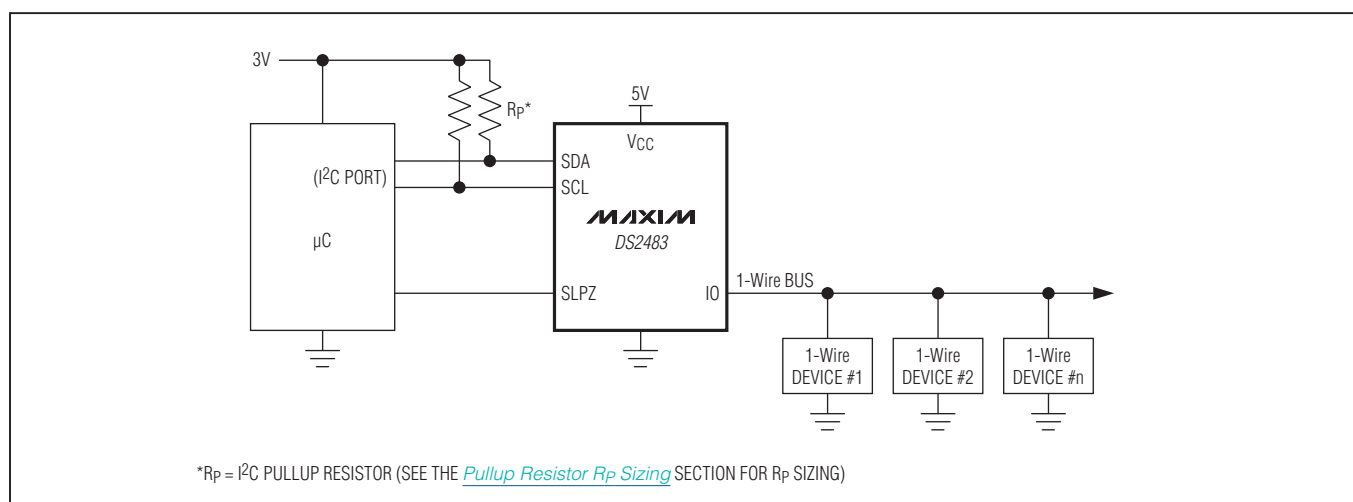 3V
RP*
5V
VCC
SDA
(I2C PORT)
SCL
MAXIM
DS2483
µC
SLPZ
IO
1-Wire BUS
1-Wire
DEVICE #1
1-Wire
DEVICE #2
1-Wire
DEVICE #n
*RP = I2C PULLUP RESISTOR (SEE THE Pullup Resistor RP Sizing SECTION FOR RP SIZING)